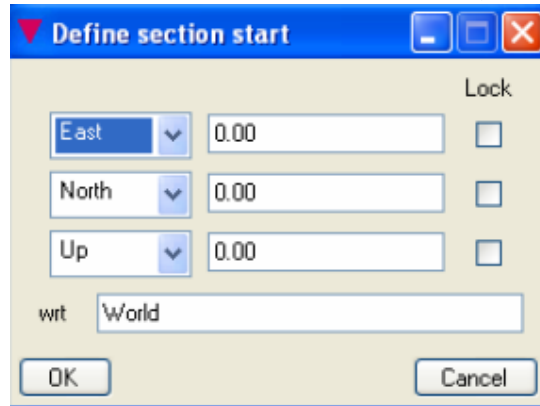 Define section start
Lock
East 0.00
North 0.00
Up 0.00
wrt World
OK Cancel